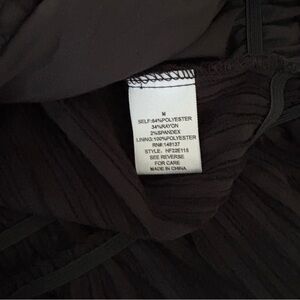 M
SELF:64%POLYESTER
34%RAYON
2%SPANDEX
LINING:100%POLYESTER
RN#:148137
STYLE: HF22E115
SEE REVERSE
FOR CARE
MADE IN CHINA